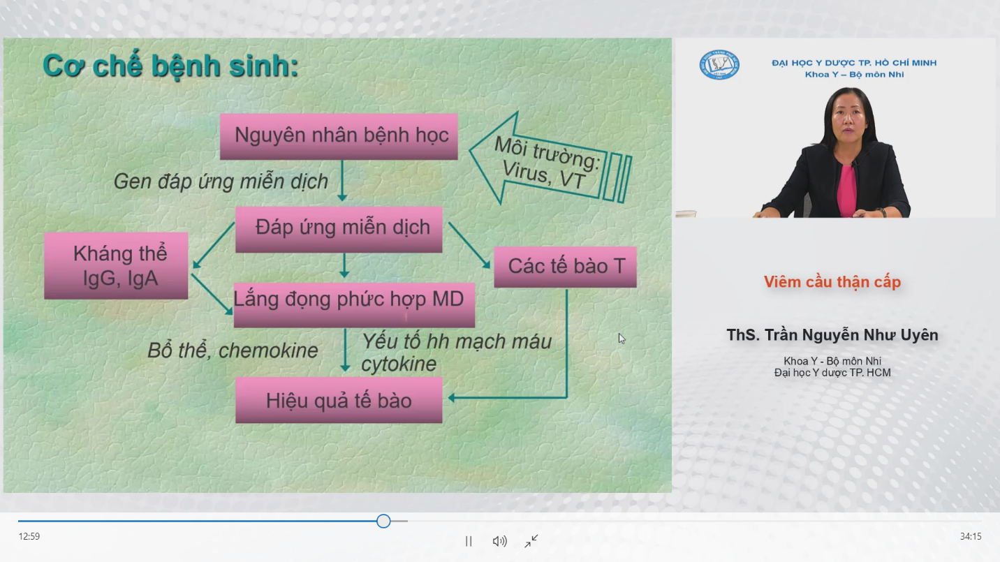 Cơ chế bệnh sinh:
Nguyên nhân bệnh học
Môi trường:
Virus, VT
Gen đáp ứng miễn dịch
Đáp ứng miễn dịch
Kháng thể
IgG, IgA
Các tế bào T
Lắng đọng phức hợp MD
Bổ thể, chemokine
Yếu tố hh mạch máu
cytokine
Hiệu quả tế bào
ĐẠI HỌC Y DƯỢC TP. HỒ CHÍ MINH
Khoa Y – Bộ môn Nhi
Viêm cầu thận cấp
ThS. Trần Nguyễn Như Uyên
Khoa Y - Bộ môn Nhi
Đại học Y dược TP. HCM
12:59
34:15